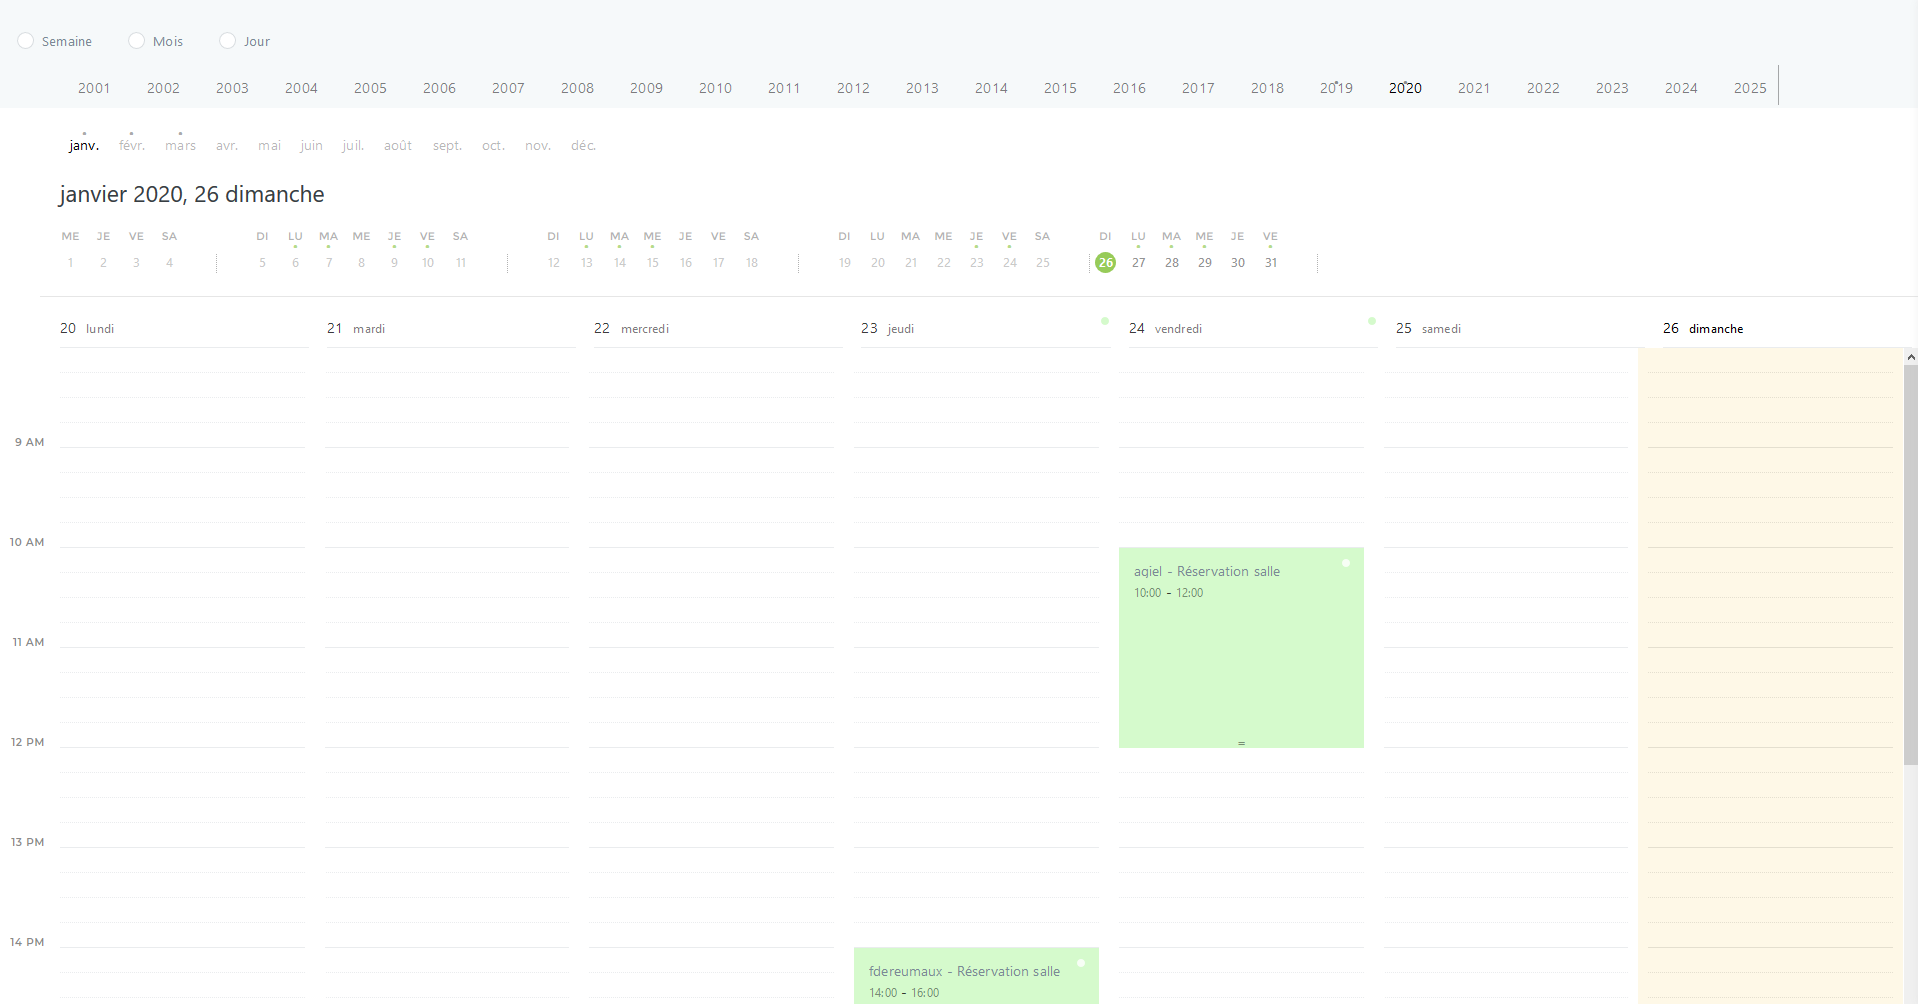 Semaine Mois Jour
2001 2002 2003 2004 2005 2006 2007 2008 2009 2010 2011 2012 2013 2014 2015 2016 2017 2018 2019 2020 2021 2022 2023 2024 2025
janv. févr. mars avr. mai juin juil. août sept. oct. nov. déc.
janvier 2020, 26 dimanche
ME JE VE SA DI LU MA ME JE VE SA DI LU MA ME JE VE SA DI LU MA ME JE VE SA DI LU MA ME JE VE
1 2 3 4 5 6 7 8 9 10 11 12 13 14 15 16 17 18 19 20 21 22 23 24 25 26 27 28 29 30 31
20 lundi 21 mardi 22 mercredi 23 jeudi 24 vendredi 25 samedi 26 dimanche
9 AM
10 AM
aqiel - Réservation salle
10:00 - 12:00
11 AM
12 PM
13 PM
14 PM
fdereumaux - Réservation salle
14:00 - 16:00